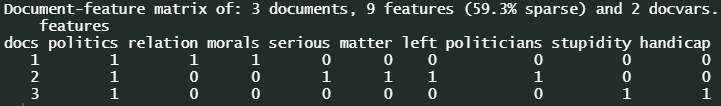 Document-feature matrix of: 3 documents, 9 features (59.3% sparse) and 2 docvars.
features
docs politics relation morals serious matter left politicians stupidity handicap
1 1 1 1 0 0 0 0 0 0
2 1 0 0 1 1 1 1 0 0
3 1 0 0 0 0 0 0 1 1